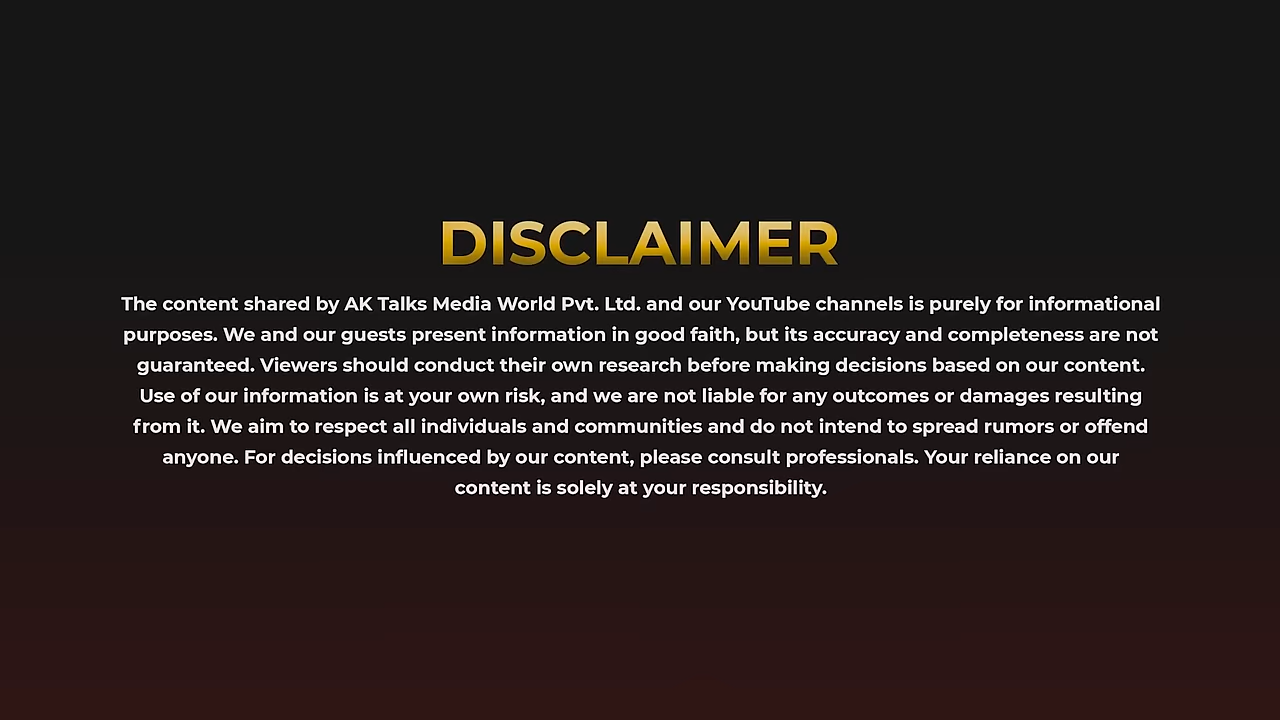 DISCLAIMER
The content shared by AK Talks Media World Pvt. Ltd. and our YouTube channels is purely for informational
purposes. We and our guests present information in good faith, but its accuracy and completeness are not
guaranteed. Viewers should conduct their own research before making decisions based on our content.
Use of our information is at your own risk, and we are not liable for any outcomes or damages resulting
from it. We aim to respect all individuals and communities and do not intend to spread rumors or offend
anyone. For decisions influenced by our content, please consult professionals. Your reliance on our
content is solely at your responsibility.